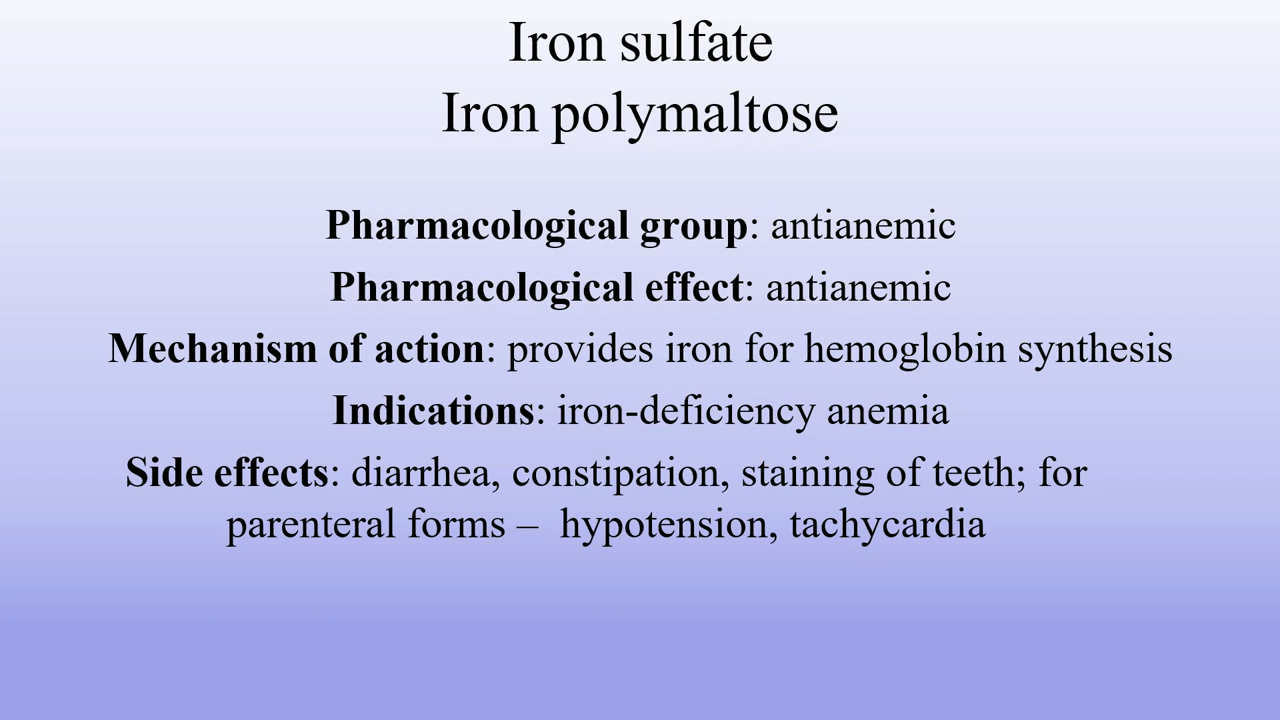 Iron sulfate
Iron polymaltose
Pharmacological group: antianemic
Pharmacological effect: antianemic
Mechanism of action: provides iron for hemoglobin synthesis
Indications: iron-deficiency anemia
Side effects: diarrhea, constipation, staining of teeth; for
parenteral forms – hypotension, tachycardia